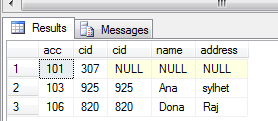 Results Messages
acc cid cid name address
1 101 307 NULL NULL NULL
2 103 925 925 Ana sylhet
3 106 820 820 Dona Raj